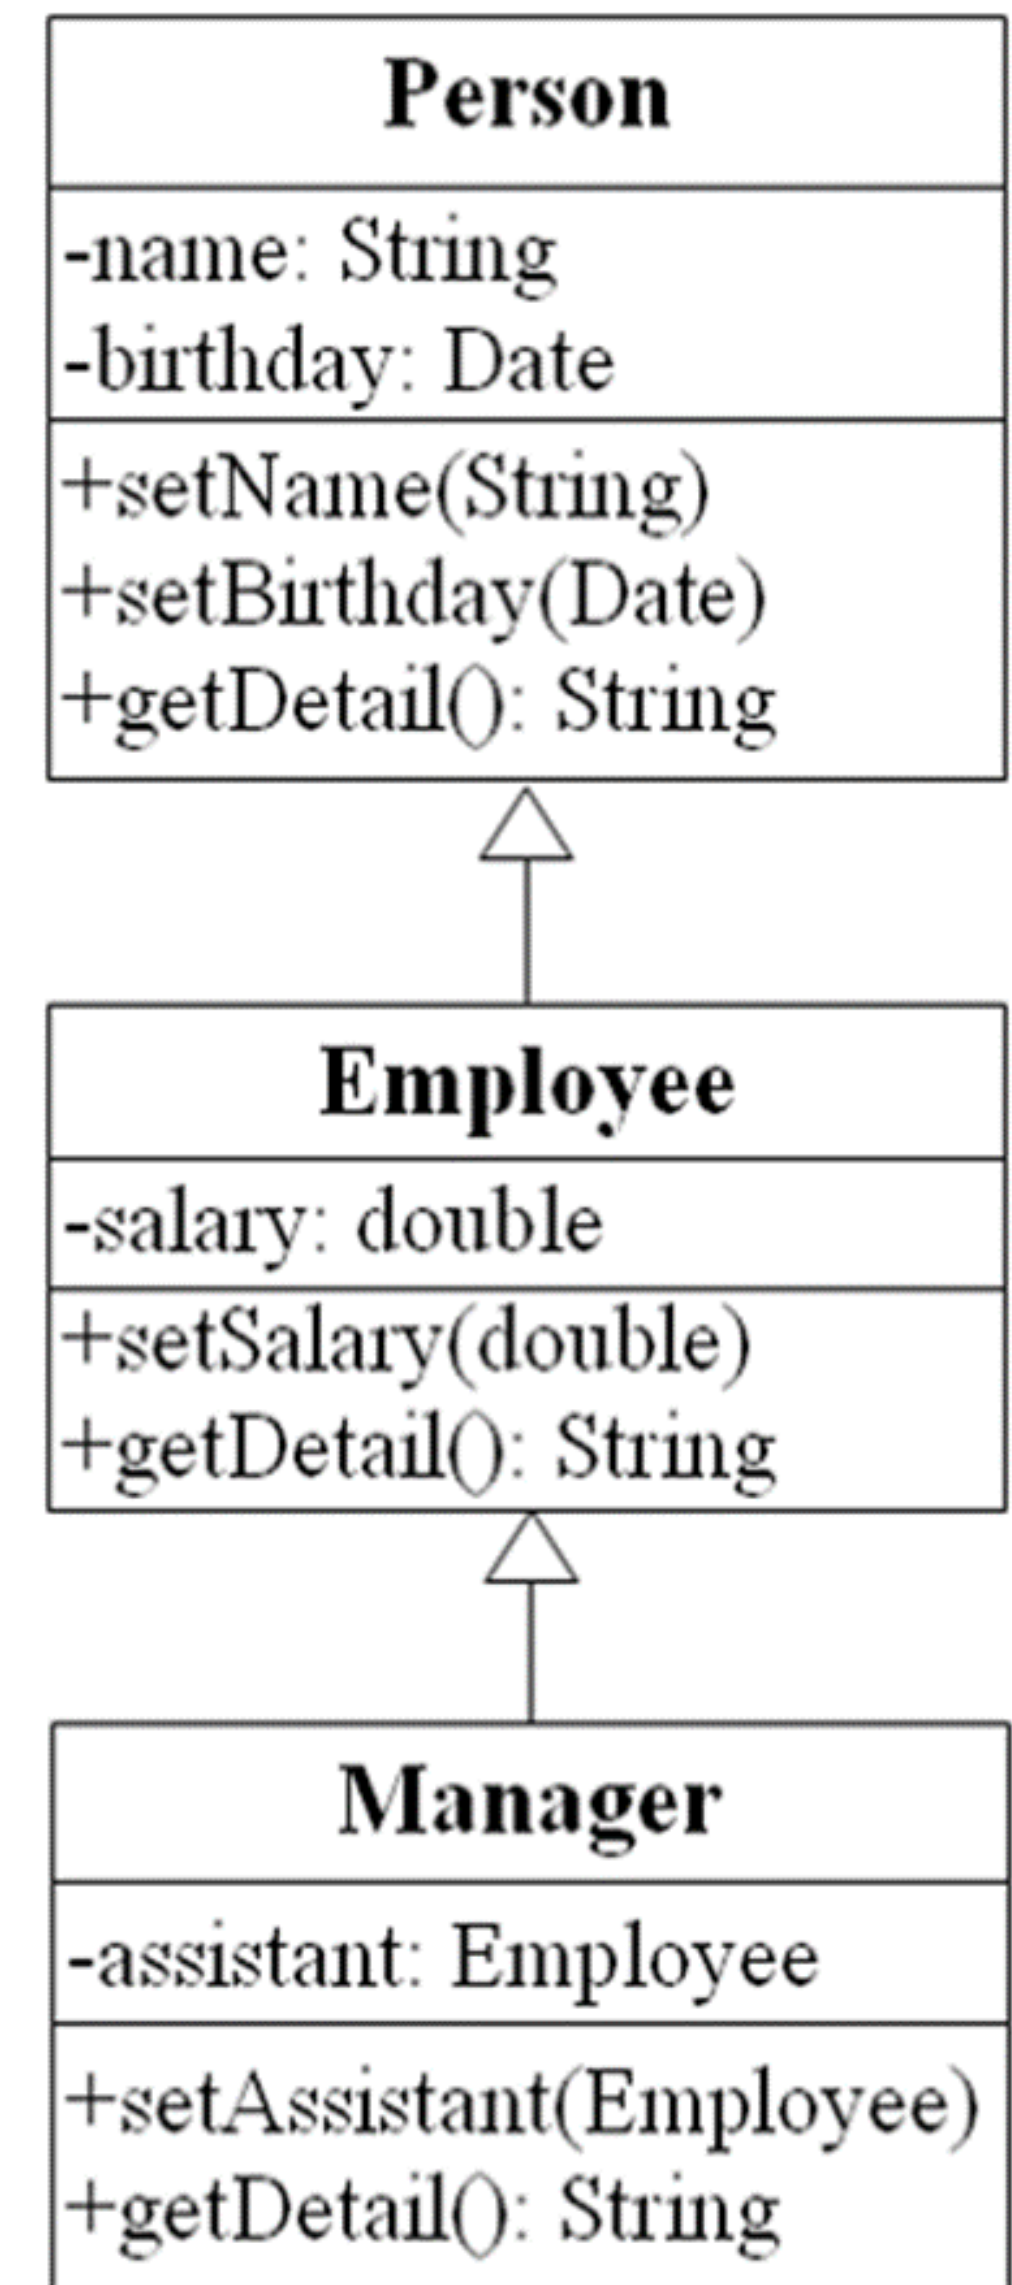 Person
-name: String
-birthday: Date
+setName(String)
+setBirthday(Date)
+getDetail(): String
Employee
-salary: double
+setSalary(double)
+getDetail(): String
Manager
-assistant: Employee
+setAssistant(Employee)
+getDetail(): String